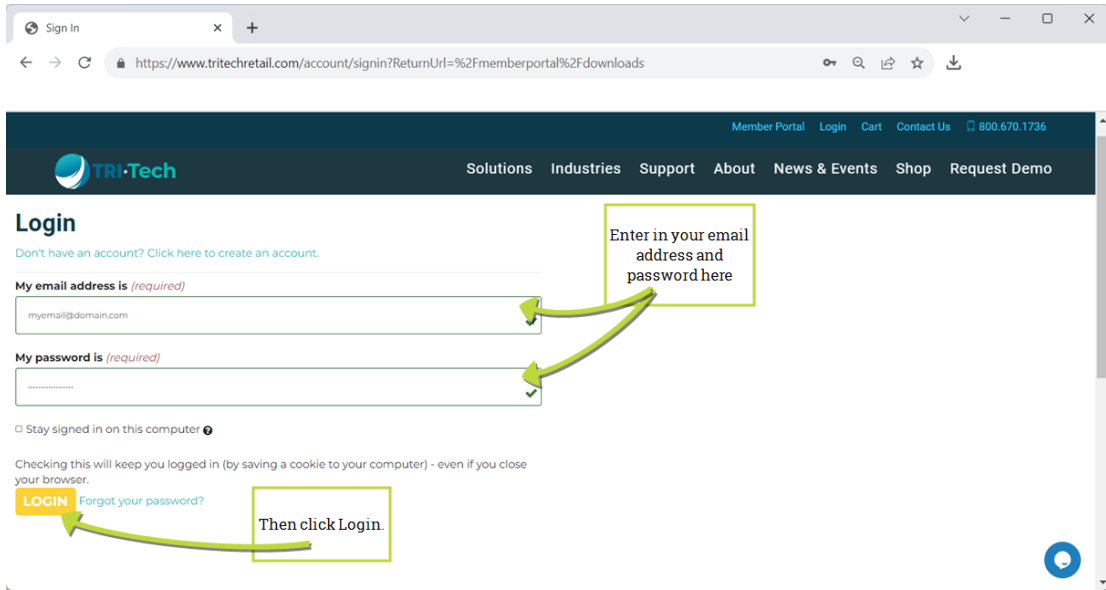 Sign In
https://www.tritechretail.com/account/signin?ReturnUrl=%2Fmemberportal%2Fdownloads
Member Portal Login Cart Contact Us 800.670.1736
TRI-Tech
Solutions Industries Support About News & Events Shop Request Demo
Login
Don't have an account? Click here to create an account.
Enter in your email
address and
password here
My email address is (required)
myemail@domain.com
My password is (required)
Stay signed in on this computer
Checking this will keep you logged in (by saving a cookie to your computer) - even if you close
your browser.
LOGIN Forgot your password?
Then click Login.